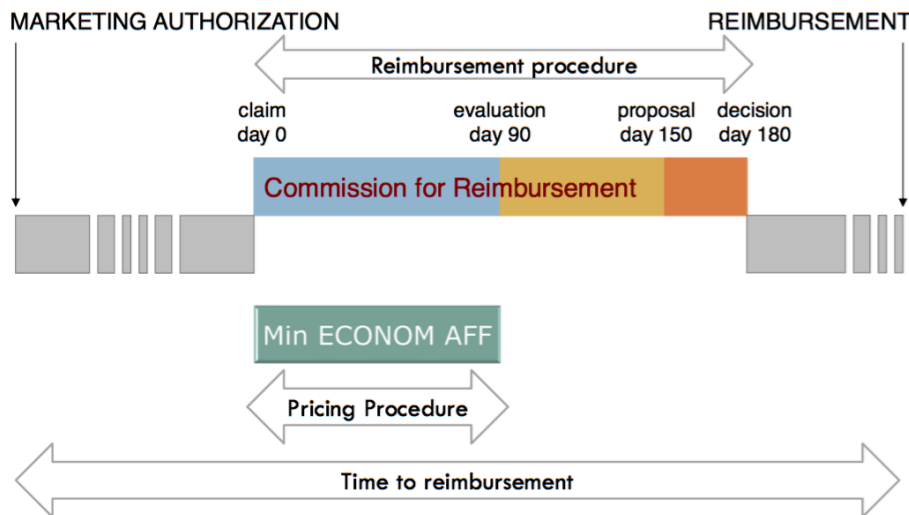 MARKETING AUTHORIZATION
REIMBURSEMENT
Reimbursement procedure
claim
day 0
evaluation
day 90
proposal
day 150
decision
day 180
Commission for Reimbursement
Min ECONOM AFF
Pricing Procedure
Time to reimbursement